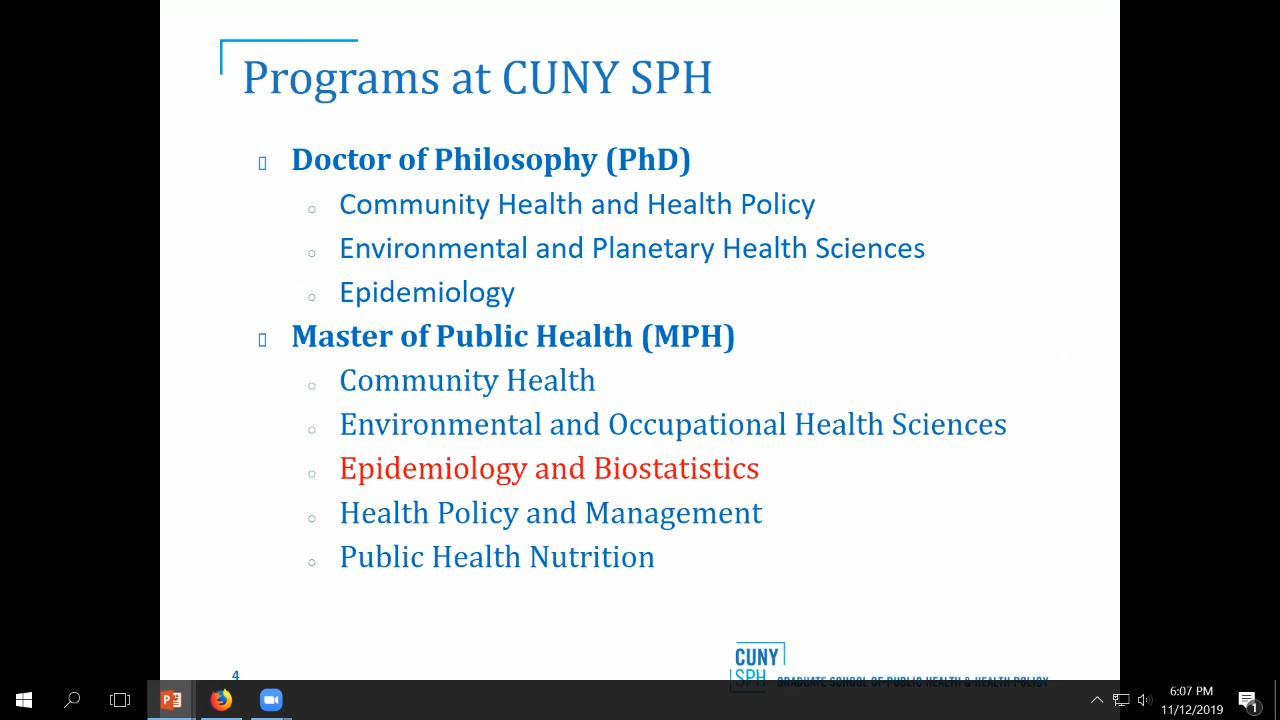 Programs at CUNY SPH
Doctor of Philosophy (PhD)
Community Health and Health Policy
Environmental and Planetary Health Sciences
Epidemiology
Master of Public Health (MPH)
Community Health
Environmental and Occupational Health Sciences
Epidemiology and Biostatistics
Health Policy and Management
Public Health Nutrition
4
CUNY
SPH
GRADUATE SCHOOL OF PUBLIC HEALTH & HEALTH POLICY
6:07 PM
11/12/2019
1